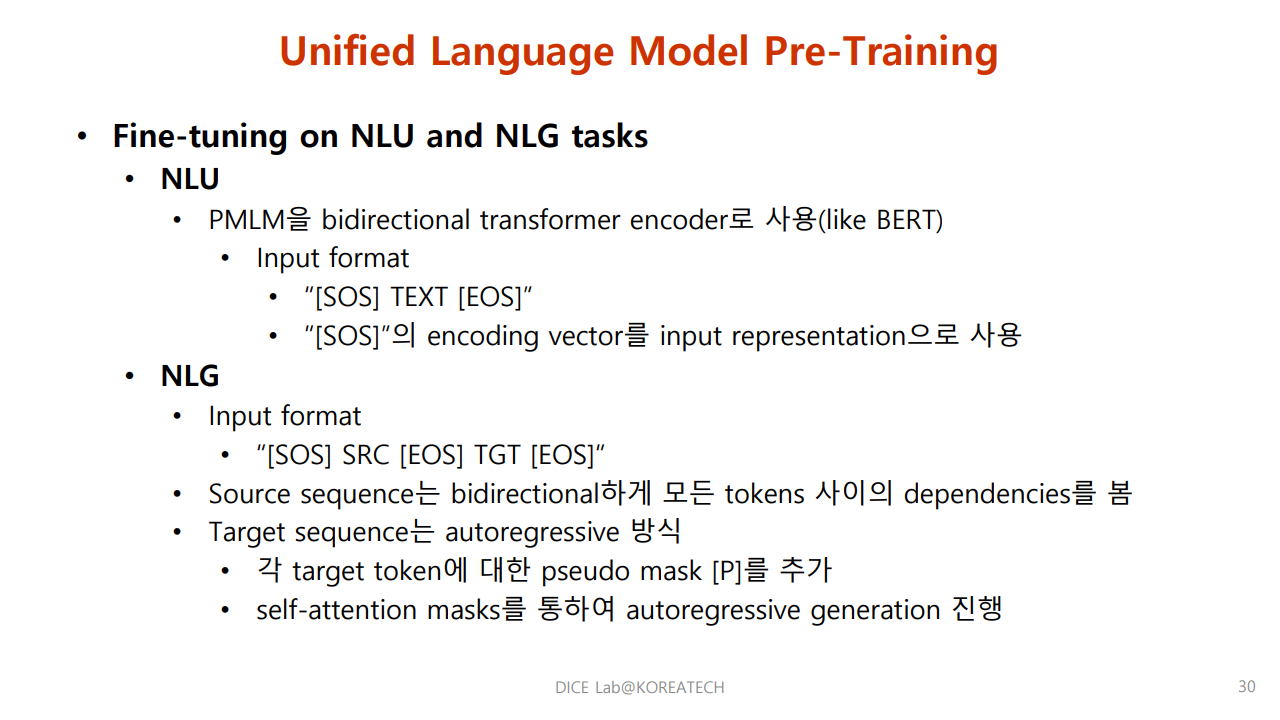 Unified Language Model Pre-Training
• Fine-tuning on NLU and NLG tasks
• NLU
• PMLM을 bidirectional transformer encoder로 사용(like BERT)
• Input format
• "[SOS] TEXT [EOS]"
• "[SOS]"의 encoding vector를 input representation으로 사용
• NLG
• Input format
• "[SOS] SRC [EOS] TGT [EOS]"
• Source sequence는 bidirectional하게 모든 tokens 사이의 dependencies를 봄
• Target sequence는 autoregressive 방식
• 각 target token에 대한 pseudo mask [P]를 추가
• self-attention masks를 통하여 autoregressive generation 진행
DICE Lab@KOREATECH
30